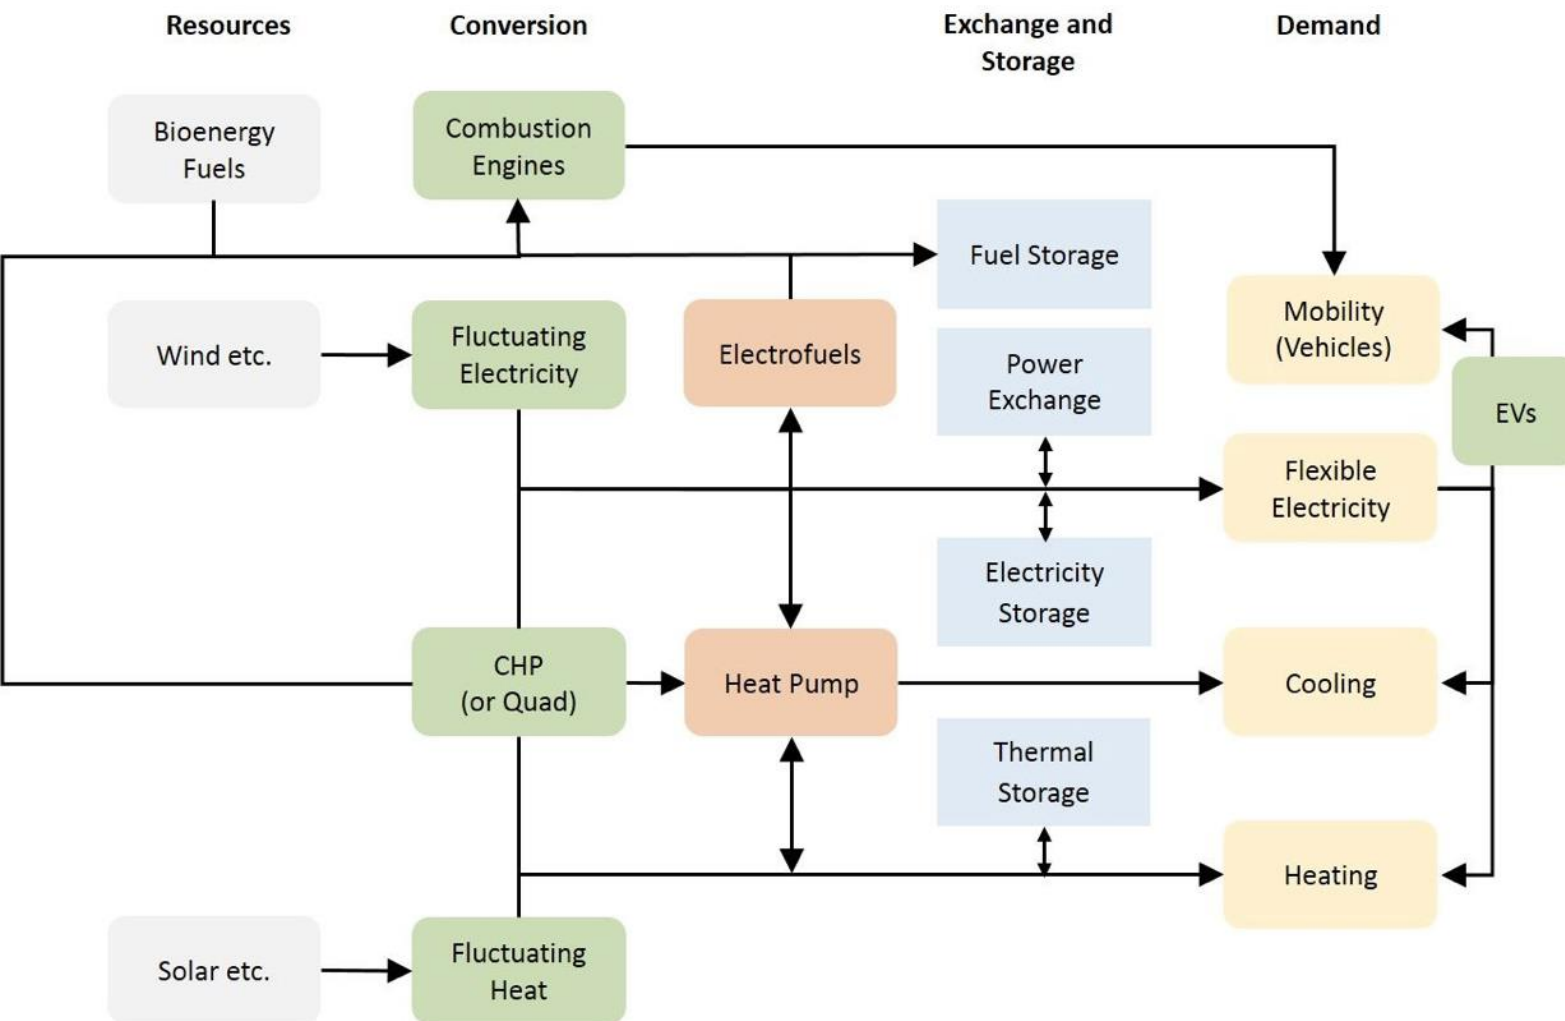 Resources
Conversion
Exchange and
Storage
Demand
Bioenergy
Fuels
Combustion
Engines
Fuel Storage
Mobility
(Vehicles)
Wind etc.
Fluctuating
Electricity
Electrofuels
Power
Exchange
EVs
Flexible
Electricity
Electricity
Storage
CHP
(or Quad)
Heat Pump
Cooling
Thermal
Storage
Heating
Solar etc.
Fluctuating
Heat